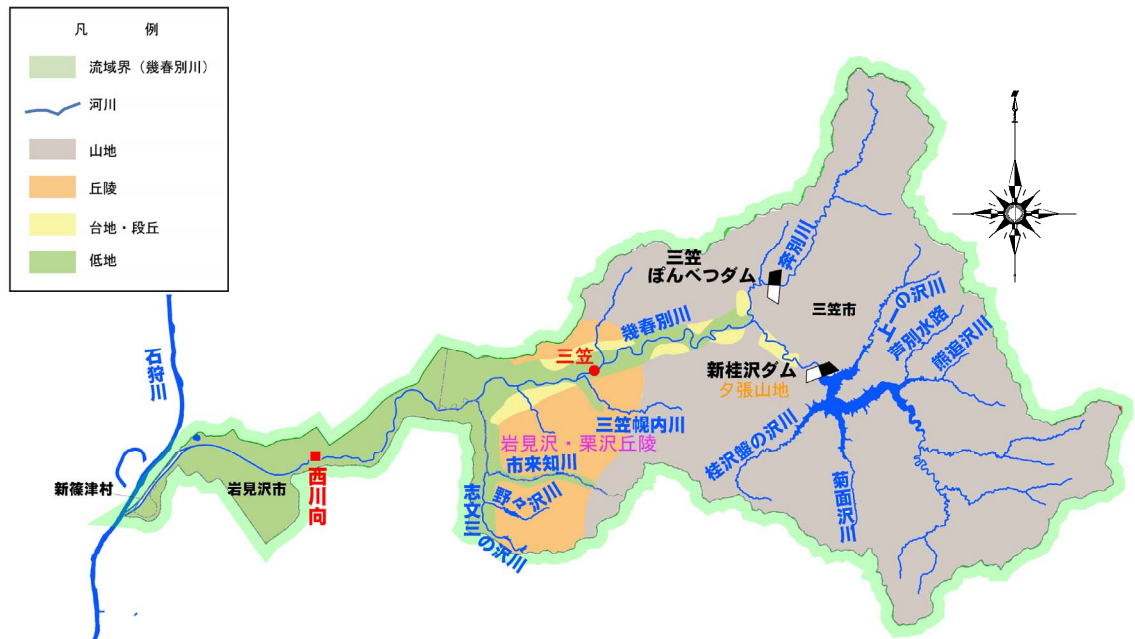 凡 例
流域界（幾春別川）
河川
山地
丘陵
台地・段丘
低地
三笠
ぽんべつダム
奔別川
三笠市
上一の沢川
芦別水路
熊追沢川
幾春別川
三笠
新桂沢ダム
夕張山地
石狩川
三笠幌内川
岩見沢・栗沢丘陵
市来知川
桂沢盤の沢川
菊面沢川
新篠津村
岩見沢市
西川向
野々沢川
志文三の沢川